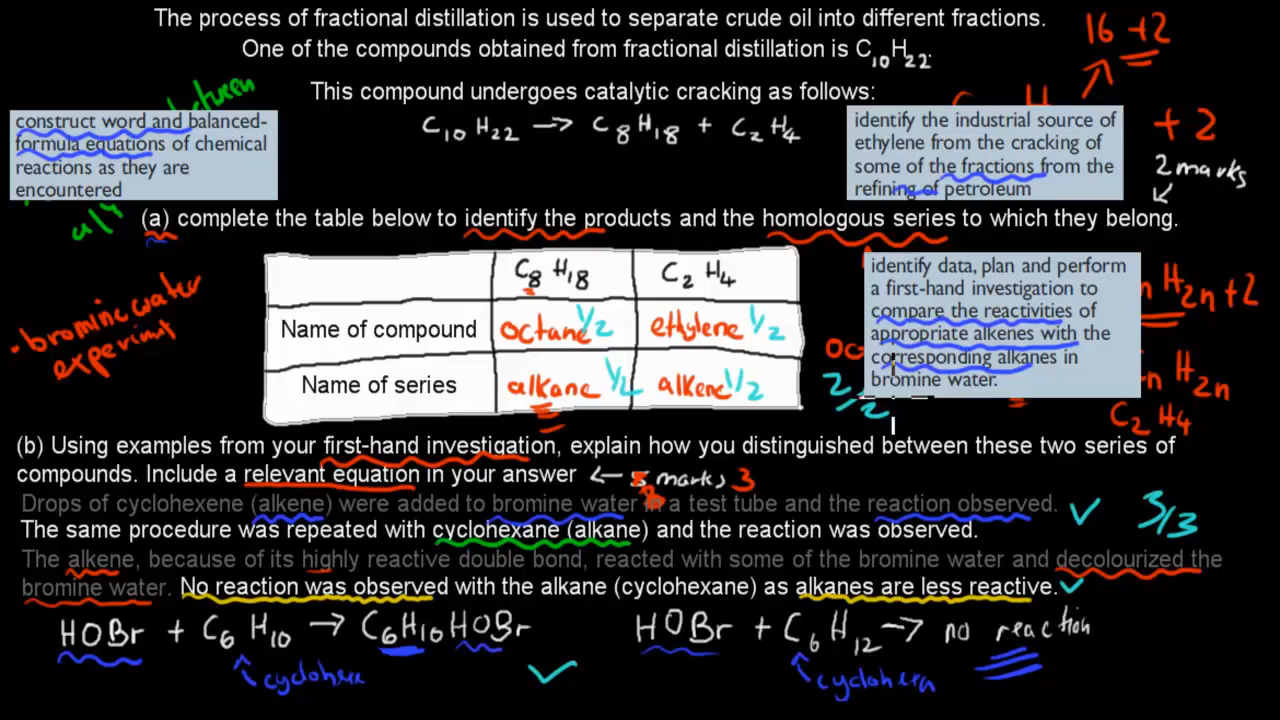 The process of fractional distillation is used to separate crude oil into different fractions.
16 +2
One of the compounds obtained from fractional distillation is C₁₀H₂₂.
This compound undergoes catalytic cracking as follows:
between
C₁₀H₂₂ → C₈H₁₈ + C₂H₄
construct word and balanced-
formula equations of chemical
reactions as they are
encountered
identify the industrial source of
ethylene from the cracking of
some of the fractions from the
refining of petroleum
+ 2
2 marks
(a) complete the table below to identify the products and the homologous series to which they belong.
C₈H₁₈ C₂H₄
Name of compound octane 1/2 ethylene 1/2
Name of series alkane 1/2 alkene 1/2
• bromine water
experiment
identify data, plan and perform
a first-hand investigation to
compare the reactivities of
appropriate alkenes with the
corresponding alkanes in
bromine water.
H2n+2
H2n
C₂H₄
2/2
(b) Using examples from your first-hand investigation, explain how you distinguished between these two series of
compounds. Include a relevant equation in your answer ← marks 3
Drops of cyclohexene (alkene) were added to bromine water in a test tube and the reaction observed. ✓ 3/3
The same procedure was repeated with cyclohexane (alkane) and the reaction was observed.
The alkene, because of its highly reactive double bond, reacted with some of the bromine water and decolourized the
bromine water. No reaction was observed with the alkane (cyclohexane) as alkanes are less reactive. ✓
HOBr + C₆H₁₀ → C₆H₁₀HOBr HOBr + C₆H₁₂ → no reaction
cyclohexe cyclohexa